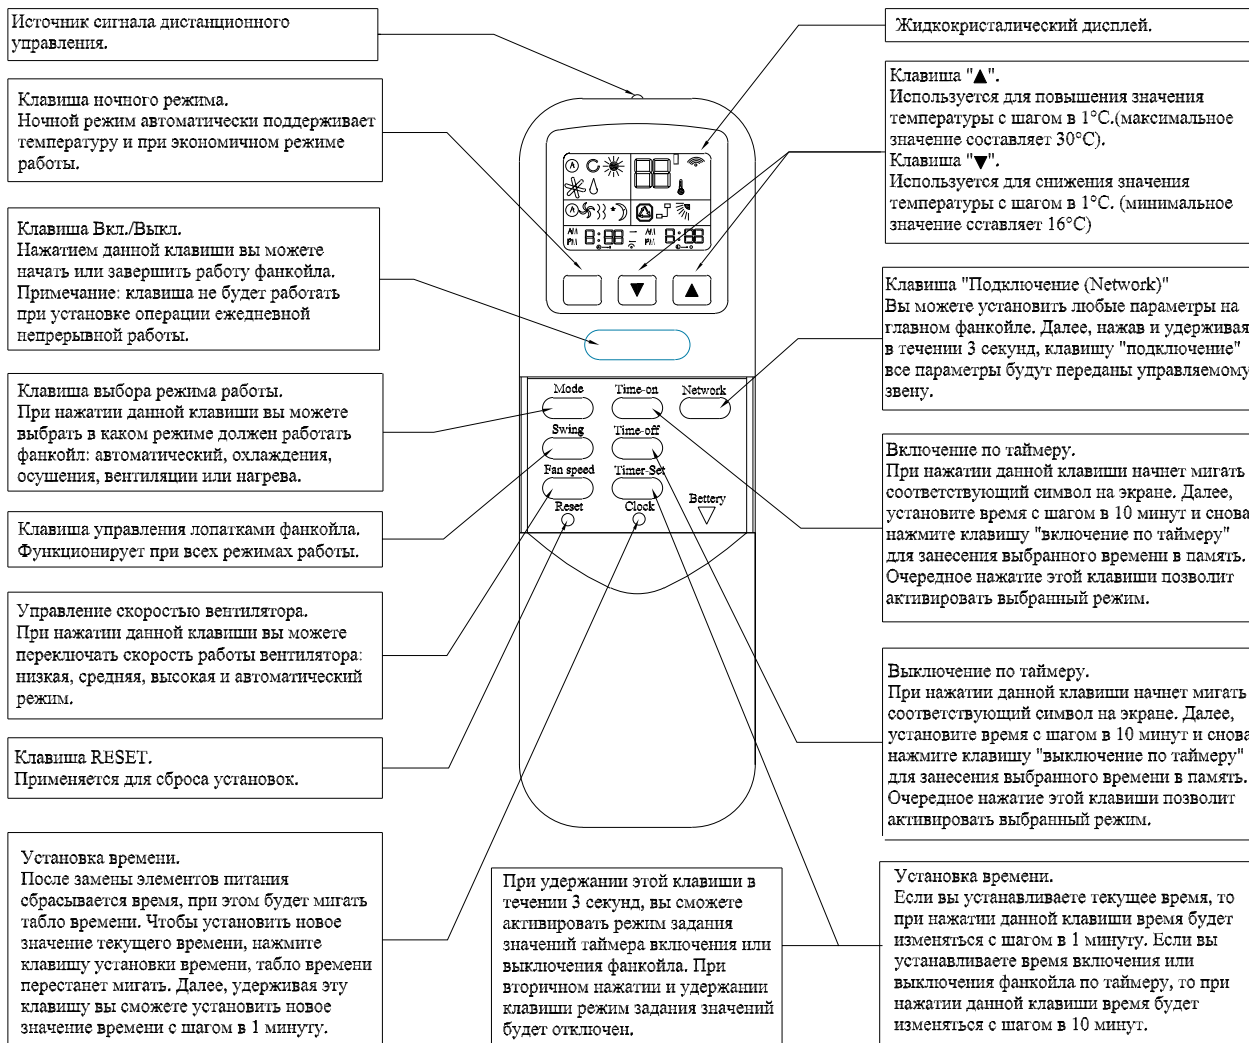 Источник сигнала дистанционного
управления.
Клавиша ночного режима.
Ночной режим автоматически поддерживает
температуру и при экономичном режиме
работы.
Клавиша Вкл./Выкл.
Нажатием данной клавиши вы можете
начать или завершить работу фанкойла.
Примечание: клавиша не будет работать
при установке операции ежедневной
непрерывной работы.
Клавиша выбора режима работы.
При нажатии данной клавиши вы можете
выбрать в каком режиме должен работать
фанкойл: автоматический, охлаждения,
осушения, вентиляции или нагрева.
Клавиша управления лопатками фанкойла.
Функционирует при всех режимах работы.
Управление скоростью вентилятора.
При нажатии данной клавиши вы можете
переключать скорость работы вентилятора:
низкая, средняя, высокая и автоматический
режим.
Клавиша RESET.
Применяется для сброса установок.
Установка времени.
После замены элементов питания
сбрасывается время, при этом будет мигать
табло времени. Чтобы установить новое
значение текущего времени, нажмите
клавишу установки времени, табло времени
перестанет мигать. Далее, удерживая эту
клавишу вы сможете установить новое
значение времени с шагом в 1 минуту.
A
A
AM 8:88 – AM 8:88
PM PM
▼ ▲
Mode Time-on Network
Swing Time-off
Fan speed Timer-Set
Reset Clock Bettery
При удержании этой клавиши в
течении 3 секунд, вы сможете
активировать режим задания
значений таймера включения или
выключения фанкойла. При
вторичном нажатии и удержании
клавиши режим задания значений
будет отключен.
Жидкокристалический дисплей.
Клавиша "▲".
Используется для повышения значения
температуры с шагом в 1°C.(максимальное
значение составляет 30°C).
Клавиша "▼".
Используется для снижения значения
температуры с шагом в 1°C. (минимальное
значение сставляет 16°C)
Клавиша "Подключение (Network)"
Вы можете установить любые параметры на
главном фанкойле. Далее, нажав и удерживая
в течении 3 секунд, клавишу "подключение"
все параметры будут переданы управляемому
звену.
Включение по таймеру.
При нажатии данной клавиши начнет мигать
соответствующий символ на экране. Далее,
установите время с шагом в 10 минут и снова
нажмите клавишу "включение по таймеру"
для занесения выбранного времени в память.
Очередное нажатие этой клавиши позволит
активировать выбранный режим.
Выключение по таймеру.
При нажатии данной клавиши начнет мигать
соответствующий символ на экране. Далее,
установите время с шагом в 10 минут и снова
нажмите клавишу "выключение по таймеру"
для занесения выбранного времени в память.
Очередное нажатие этой клавиши позволит
активировать выбранный режим.
Установка времени.
Если вы устанавливаете текущее время, то
при нажатии данной клавиши время будет
изменяться с шагом в 1 минуту. Если вы
устанавливаете время включения или
выключения фанкойла по таймеру, то при
нажатии данной клавиши время будет
изменяться с шагом в 10 минут.